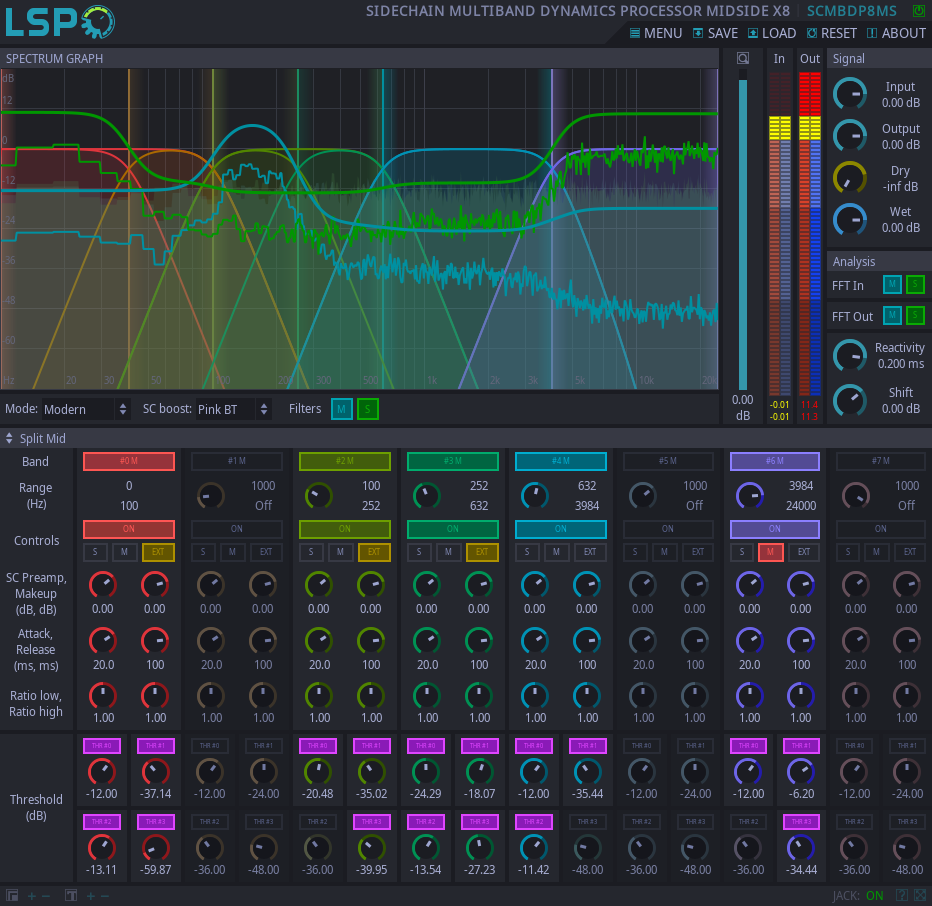 LSP
SIDECHAIN MULTIBAND DYNAMICS PROCESSOR MIDSIDE X8 SCMBDP8MS
MENU SAVE LOAD RESET ABOUT
SPECTRUM GRAPH
In Out
Signal
dB
12
0
-12
-24
-36
-48
-60
Hz 20 30 50 100 200 300 500 1k 2k 3k 5k 10k 20k
0.00
dB
-0.01 11.4
-0.01 11.3
Input
0.00 dB
Output
0.00 dB
Dry
-inf dB
Wet
0.00 dB
Analysis
FFT In M S
FFT Out M S
Reactivity
0.200 ms
Shift
0.00 dB
Mode: Modern SC boost: Pink BT Filters M S
Split Mid
Band #0 M #1 M #2 M #3 M #4 M #5 M #6 M #7 M
Range
(Hz)
0 1000 100 252 632 1000 3984 1000
100 Off 252 632 3984 Off 24000 Off
Controls
ON ON ON ON ON ON ON ON
S M EXT S M EXT S M EXT S M EXT S M EXT S M EXT S M EXT S M EXT
SC Preamp,
Makeup
(dB, dB)
0.00 0.00 0.00 0.00 0.00 0.00 0.00 0.00 0.00 0.00 0.00 0.00 0.00 0.00 0.00 0.00
Attack,
Release
(ms, ms)
20.0 100 20.0 100 20.0 100 20.0 100 20.0 100 20.0 100 20.0 100 20.0 100
Ratio low,
Ratio high
1.00 1.00 1.00 1.00 1.00 1.00 1.00 1.00 1.00 1.00 1.00 1.00 1.00 1.00 1.00 1.00
Threshold
(dB)
THR #0 THR #1 THR #0 THR #1 THR #0 THR #1 THR #0 THR #1 THR #0 THR #1 THR #0 THR #1 THR #0 THR #1 THR #0 THR #1
-12.00 -37.14 -12.00 -24.00 -20.48 -35.02 -24.29 -18.07 -12.00 -35.44 -12.00 -24.00 -12.00 -6.20 -12.00 -24.00
THR #2 THR #3 THR #2 THR #3 THR #2 THR #3 THR #2 THR #3 THR #2 THR #3 THR #2 THR #3 THR #2 THR #3 THR #2 THR #3
-13.11 -59.87 -36.00 -48.00 -36.00 -39.95 -13.54 -27.23 -11.42 -48.00 -36.00 -48.00 -36.00 -34.44 -36.00 -48.00
JACK: ON